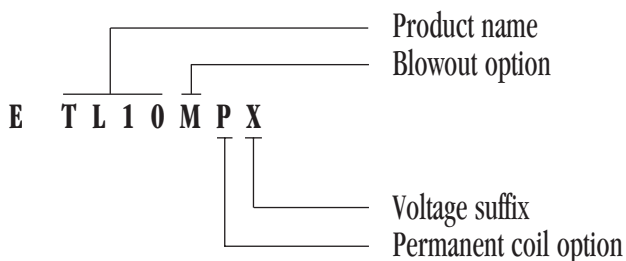 Product name
Blowout option
E TL10MPX
Voltage suffix
Permanent coil option